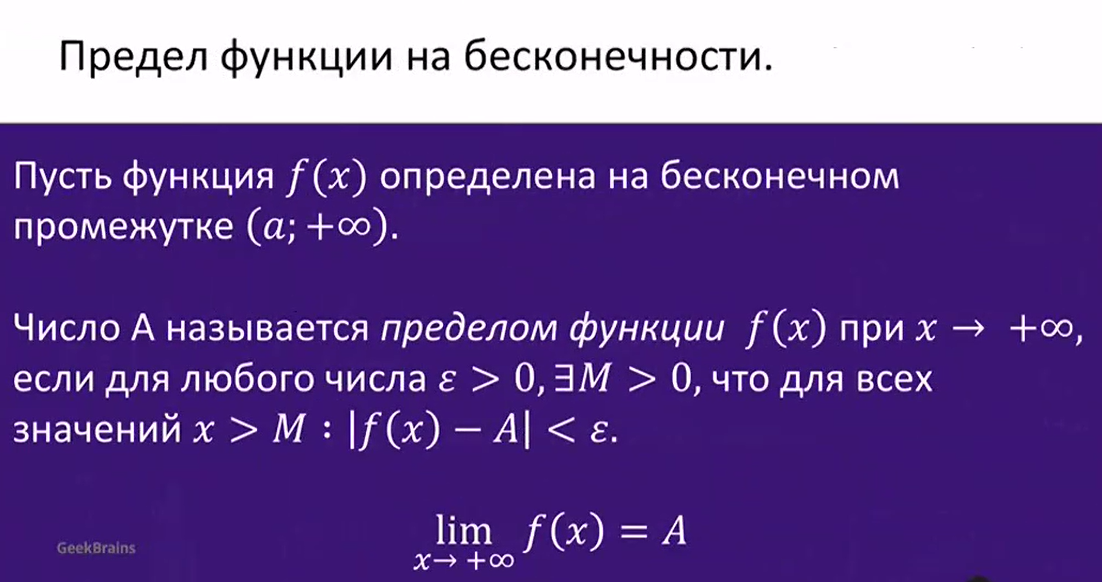 Предел функции на бесконечности.
Пусть функция f(x) определена на бесконечном
промежутке (a; +∞).
Число А называется пределом функции f(x) при x → +∞,
если для любого числа ε > 0, ∃M > 0, что для всех
значений x > M : |f(x) − A| < ε.
lim f(x) = A
x→ +∞
GeekBrains